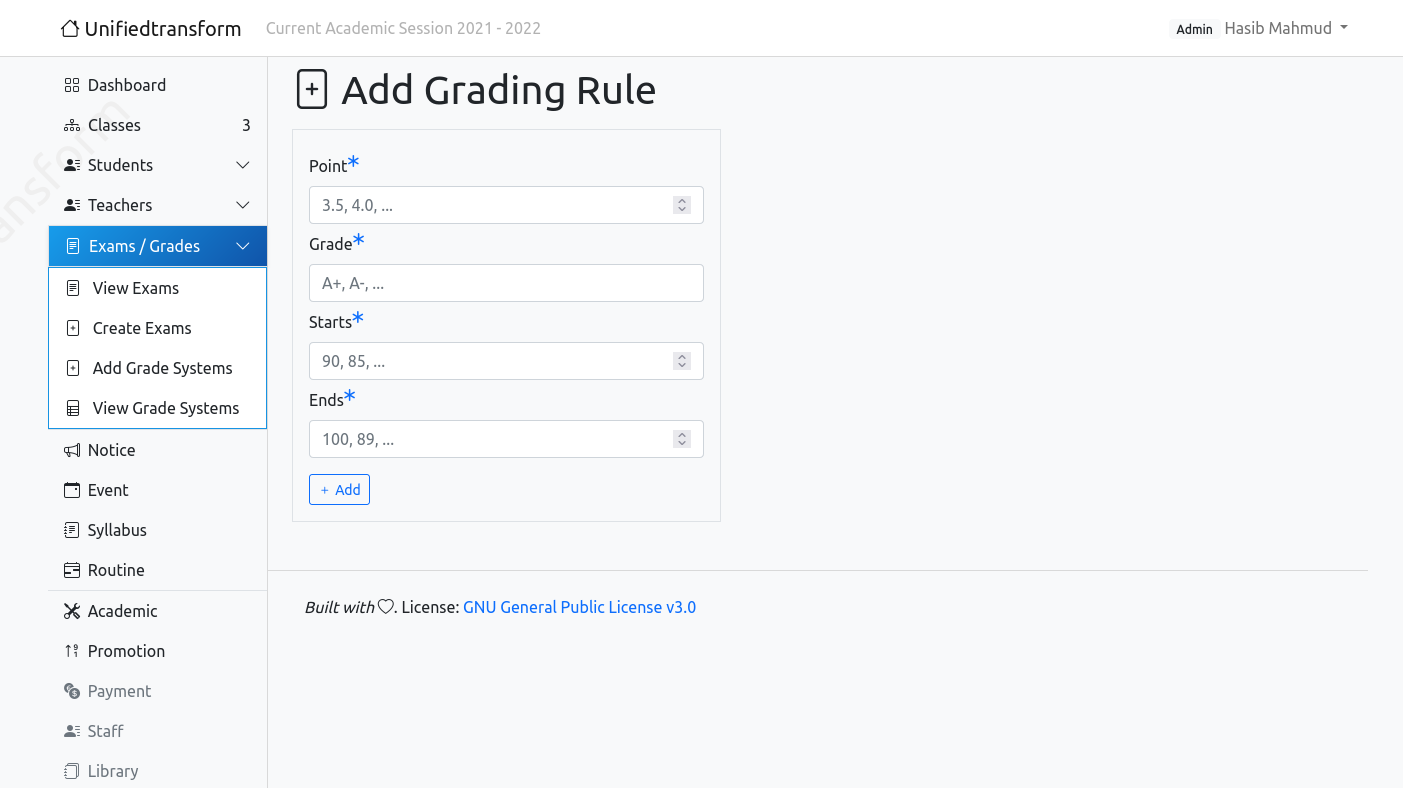 Unifiedtransform
Current Academic Session 2021 - 2022
Admin Hasib Mahmud
Dashboard
Classes 3
Students
Teachers
Exams / Grades
View Exams
Create Exams
Add Grade Systems
View Grade Systems
Notice
Event
Syllabus
Routine
Academic
Promotion
Payment
Staff
Library
Add Grading Rule
Point*
3.5, 4.0, ...
Grade*
A+, A-, ...
Starts*
90, 85, ...
Ends*
100, 89, ...
+ Add
Built with ♡. License: GNU General Public License v3.0
ansform